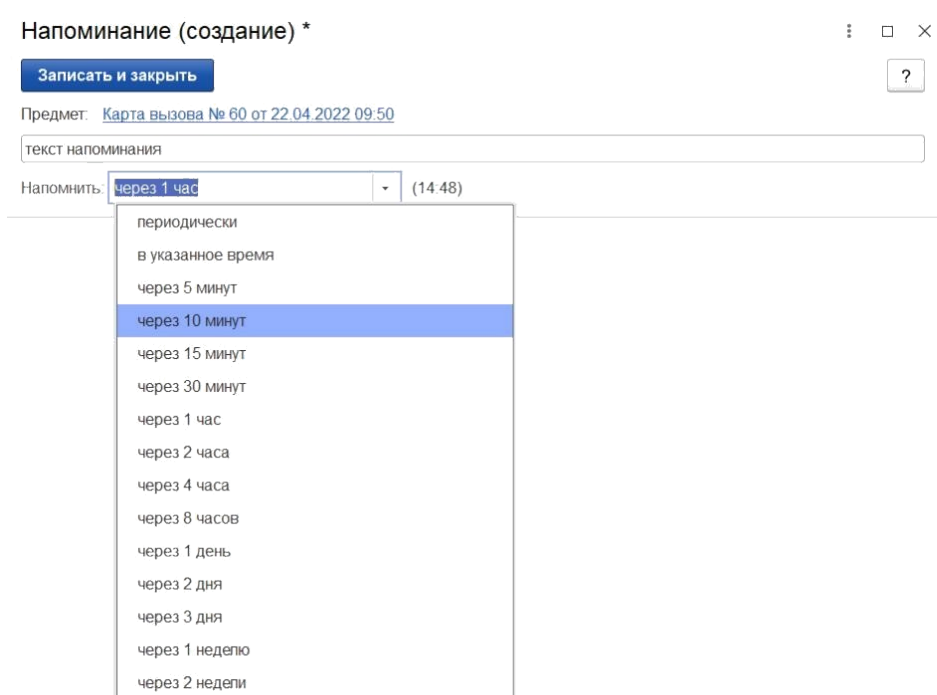 Напоминание (создание) *
Записать и закрыть
?
Предмет: Карта вызова № 60 от 22.04.2022 09:50
текст напоминания
Напомнить: через 1 час (14:48)
периодически
в указанное время
через 5 минут
через 10 минут
через 15 минут
через 30 минут
через 1 час
через 2 часа
через 4 часа
через 8 часов
через 1 день
через 2 дня
через 3 дня
через 1 неделю
через 2 недели